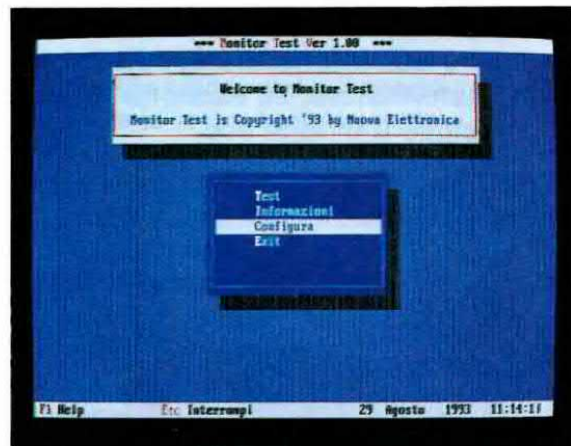 *** Monitor Test Ver 1.00 ***
Welcome to Monitor Test
Monitor Test is Copyright '93 by Nuova Elettronica
Test
Informazioni
Configura
Exit
F1 Help Esc Interrompi 29 Agosto 1993 11:14:11